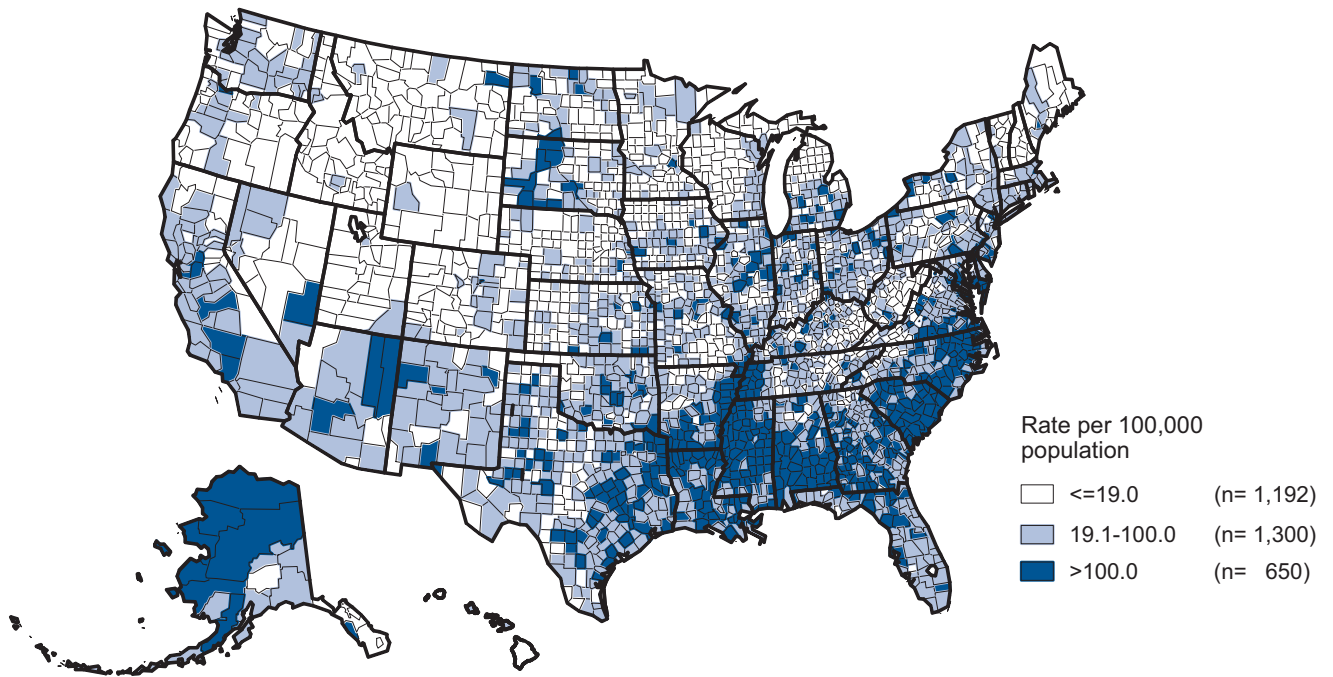 Rate per 100,000
population
<=19.0 (n= 1,192)
19.1-100.0 (n= 1,300)
>100.0 (n= 650)